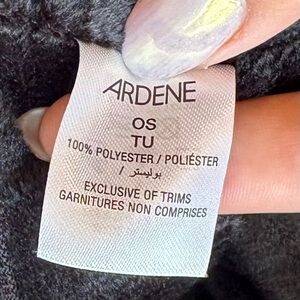 ARDENE
OS
TU
100% POLYESTER / POLIÉSTER
/ بوليستر
EXCLUSIVE OF TRIMS
GARNITURES NON COMPRISES